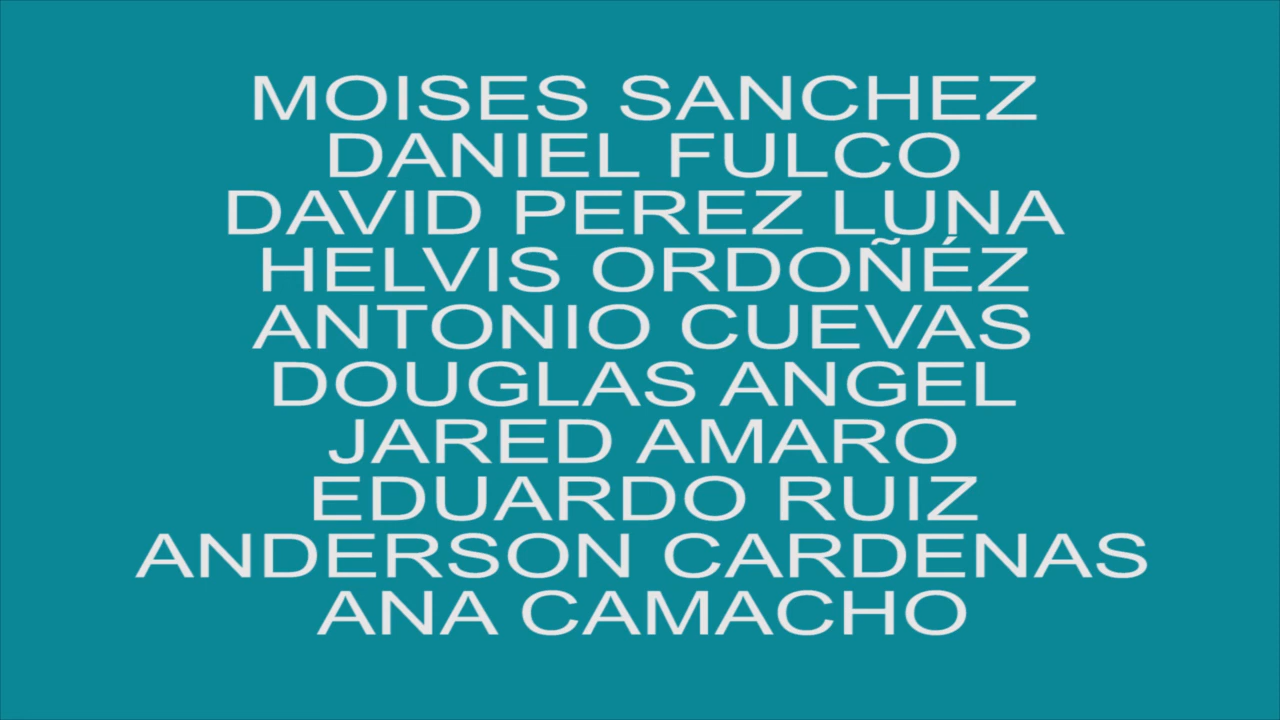 MOISES SANCHEZ
DANIEL FULCO
DAVID PEREZ LUNA
HELVIS ORDOÑÉZ
ANTONIO CUEVAS
DOUGLAS ANGEL
JARED AMARO
EDUARDO RUIZ
ANDERSON CARDENAS
ANA CAMACHO